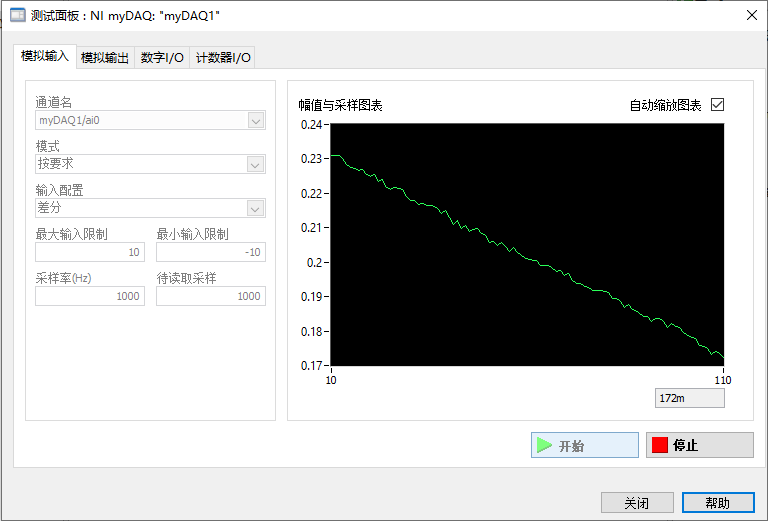 测试面板 : NI myDAQ: "myDAQ1"
模拟输入 模拟输出 数字I/O 计数器I/O
通道名
myDAQ1/ai0
模式
按要求
输入配置
差分
最大输入限制 最小输入限制
10 -10
采样率(Hz) 待读取采样
1000 1000
幅值与采样图表 自动缩放图表
0.24
0.23
0.22
0.21
0.2
0.19
0.18
0.17
10 110
172m
开始 停止
关闭 帮助